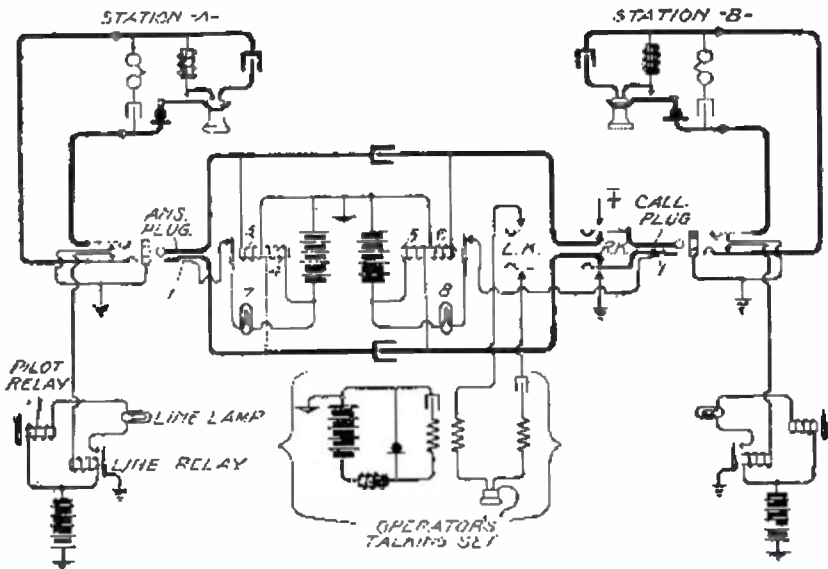 STATION -A-
STATION -B-
ANS.
PLUG.
CALL.
PLUG
L.K.
R.K.
5
6
7
8
1
PILOT
RELAY
LINE LAMP
LINE RELAY
OPERATOR'S
TALKING SET